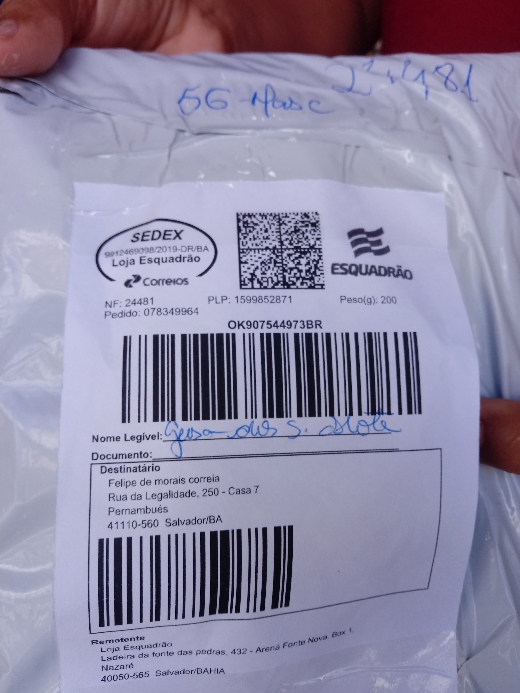 56-Masc
SEDEX
9912469098/2019-DR/BA
Loja Esquadrão
Correios
ESQUADRÃO
NF: 24481 PLP: 1599852871 Peso(g): 200
Pedido: 078349964
OK907544973BR
Nome Legível:
Documento:
Destinatário
Felipe de morais correia
Rua da Legalidade, 250 - Casa 7
Pernambués
41110-560 Salvador/BA
Remetente
Loja Esquadrão
Ladeira da fonte das pedras, 432 - Arena Fonte Nova. Box 1.
Nazaré
40050-565 Salvador/BAHIA